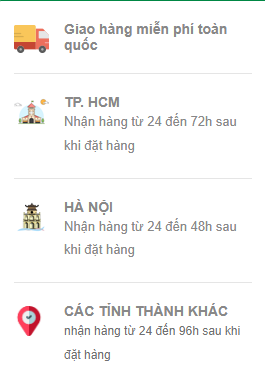 Giao hàng miễn phí toàn
quốc
TP. HCM
Nhận hàng từ 24 đến 72h sau
khi đặt hàng
HÀ NỘI
Nhận hàng từ 24 đến 48h sau
khi đặt hàng
CÁC TỈNH THÀNH KHÁC
nhận hàng từ 24 đến 96h sau khi
đặt hàng